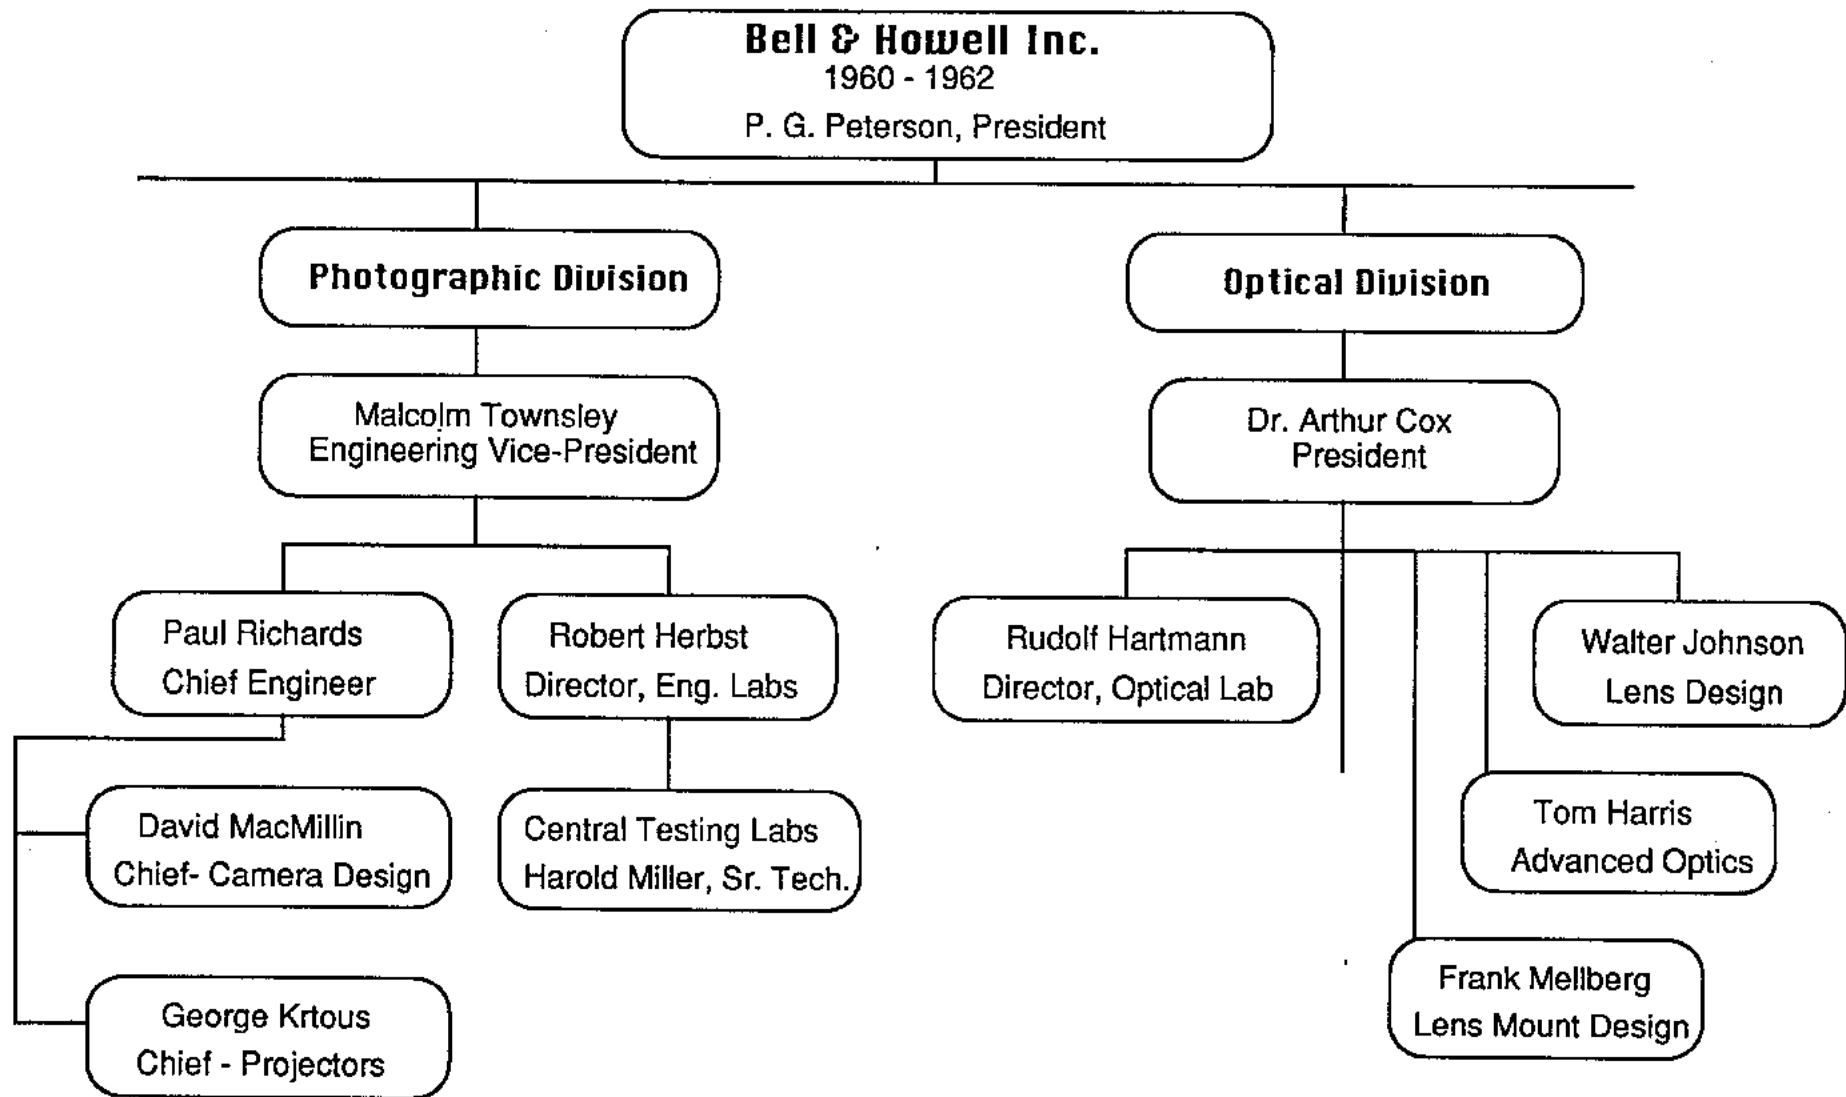 Bell & Howell Inc.
1960 - 1962
P. G. Peterson, President
Photographic Division
Optical Division
Malcolm Townsley
Engineering Vice-President
Dr. Arthur Cox
President
Paul Richards
Chief Engineer
Robert Herbst
Director, Eng. Labs
Rudolf Hartmann
Director, Optical Lab
Walter Johnson
Lens Design
David MacMillin
Chief- Camera Design
Central Testing Labs
Harold Miller, Sr. Tech.
Tom Harris
Advanced Optics
George Krtous
Chief - Projectors
Frank Mellberg
Lens Mount Design